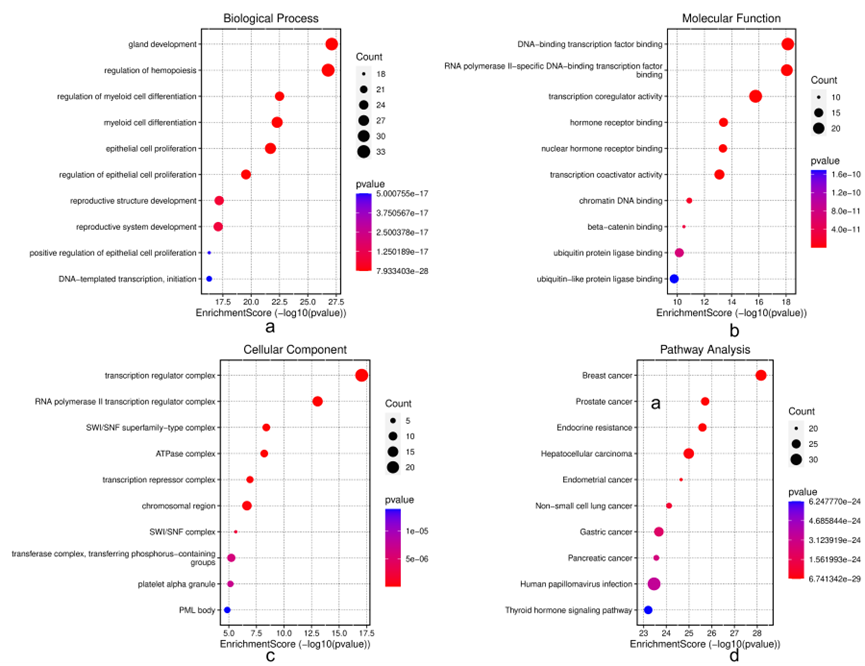 Biological Process
gland development
regulation of hemopoiesis
regulation of myeloid cell differentiation
myeloid cell differentiation
epithelial cell proliferation
regulation of epithelial cell proliferation
reproductive structure development
reproductive system development
positive regulation of epithelial cell proliferation
DNA−templated transcription, initiation
17.5 20.0 22.5 25.0 27.5
EnrichmentScore (−log10(pvalue))
Count
18
21
24
27
30
33
pvalue
5.000755e−17
3.750567e−17
2.500378e−17
1.250189e−17
7.933403e−28
a
Molecular Function
DNA−binding transcription factor binding
RNA polymerase II−specific DNA−binding transcription factor
binding
transcription coregulator activity
hormone receptor binding
nuclear hormone receptor binding
transcription coactivator activity
chromatin DNA binding
beta−catenin binding
ubiquitin protein ligase binding
ubiquitin−like protein ligase binding
10 12 14 16 18
EnrichmentScore (−log10(pvalue))
Count
10
15
20
pvalue
1.6e−10
1.2e−10
8.0e−11
4.0e−11
b
Cellular Component
transcription regulator complex
RNA polymerase II transcription regulator complex
SWI/SNF superfamily−type complex
ATPase complex
transcription repressor complex
chromosomal region
SWI/SNF complex
transferase complex, transferring phosphorus−containing
groups
platelet alpha granule
PML body
5.0 7.5 10.0 12.5 15.0 17.5
EnrichmentScore (−log10(pvalue))
Count
5
10
15
20
pvalue
1e−05
5e−06
c
Pathway Analysis
Breast cancer
Prostate cancer
Endocrine resistance
Hepatocellular carcinoma
Endometrial cancer
Non−small cell lung cancer
Gastric cancer
Pancreatic cancer
Human papillomavirus infection
Thyroid hormone signaling pathway
a
23 24 25 26 27 28
EnrichmentScore (−log10(pvalue))
Count
20
25
30
pvalue
6.247770e−24
4.685844e−24
3.123919e−24
1.561993e−24
6.741342e−29
d